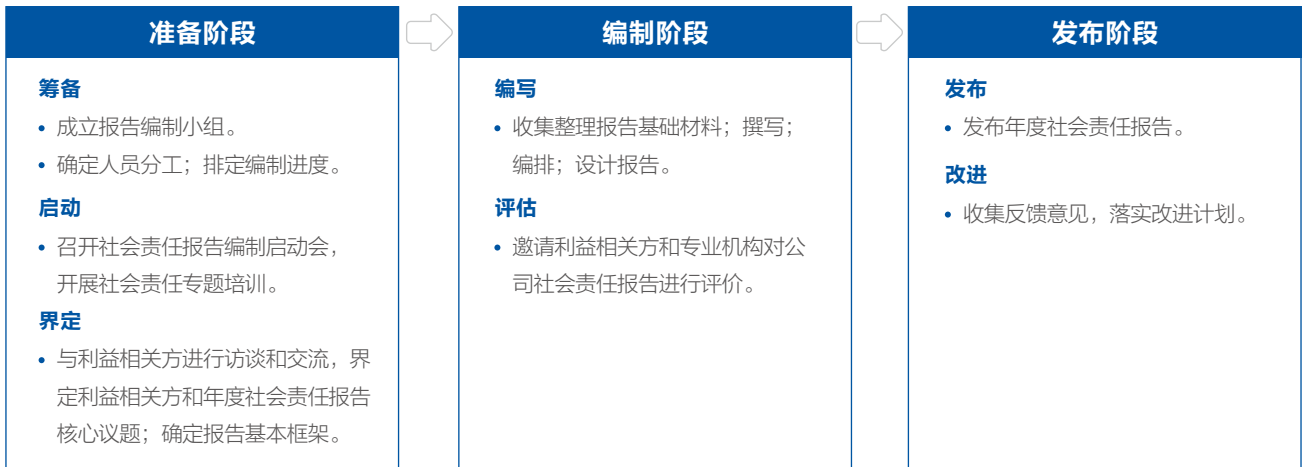 准备阶段
筹备
• 成立报告编制小组。
• 确定人员分工；排定编制进度。
启动
• 召开社会责任报告编制启动会，
开展社会责任专题培训。
界定
• 与利益相关方进行访谈和交流，界
定利益相关方和年度社会责任报告
核心议题；确定报告基本框架。
编制阶段
编写
• 收集整理报告基础材料；撰写；
编排；设计报告。
评估
• 邀请利益相关方和专业机构对公
司社会责任报告进行评价。
发布阶段
发布
• 发布年度社会责任报告。
改进
• 收集反馈意见，落实改进计划。